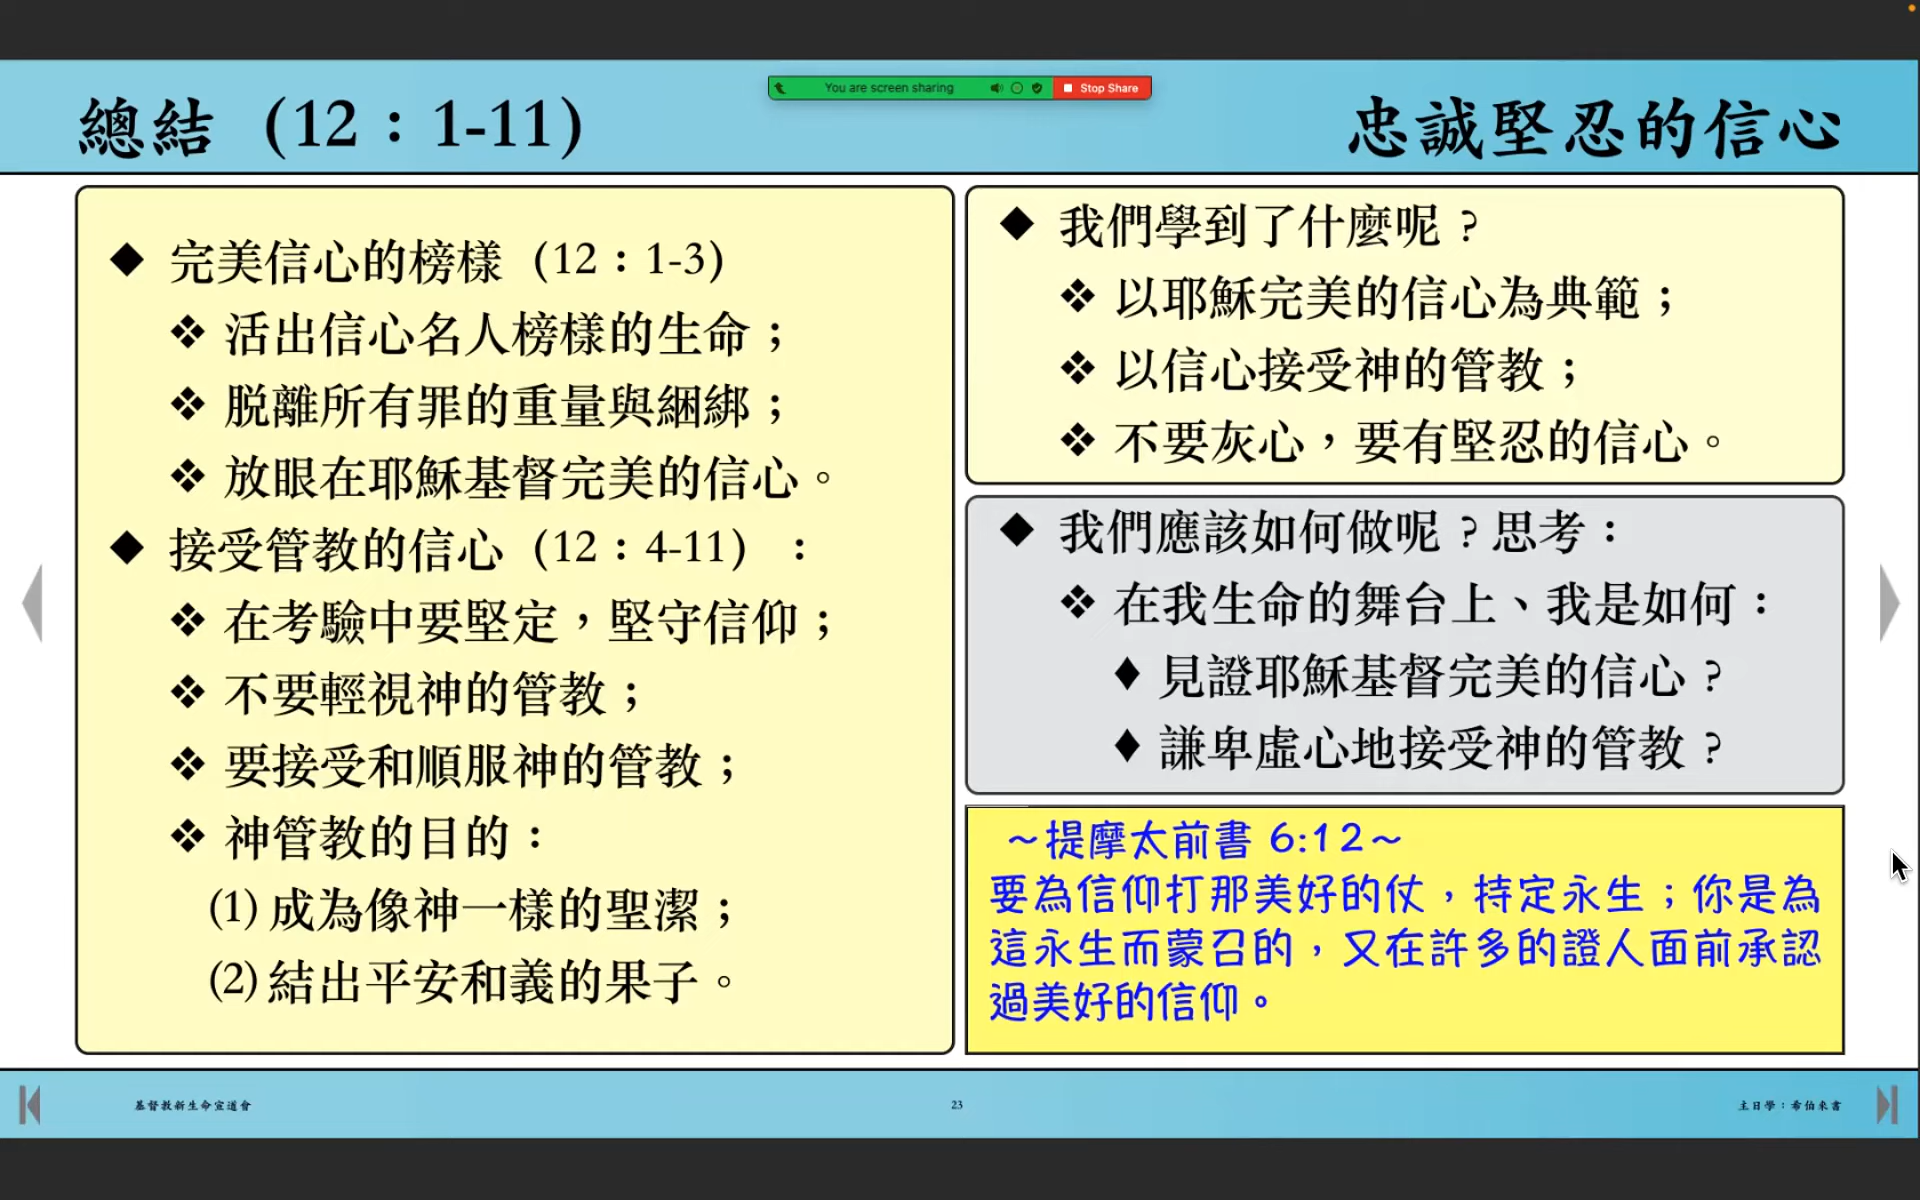 You are screen sharing
Stop Share
總結（12：1-11）
忠誠堅忍的信心
◆ 完美信心的榜樣（12：1-3）
❖ 活出信心名人榜樣的生命；
❖ 脫離所有罪的重量與綑綁；
❖ 放眼在耶穌基督完美的信心。
◆ 接受管教的信心（12：4-11）：
❖ 在考驗中要堅定，堅守信仰；
❖ 不要輕視神的管教；
❖ 要接受和順服神的管教；
❖ 神管教的目的：
(1) 成為像神一樣的聖潔；
(2) 結出平安和義的果子。
◆ 我們學到了什麼呢？
❖ 以耶穌完美的信心為典範；
❖ 以信心接受神的管教；
❖ 不要灰心，要有堅忍的信心。
◆ 我們應該如何做呢？思考：
❖ 在我生命的舞台上、我是如何：
♦ 見證耶穌基督完美的信心？
♦ 謙卑虛心地接受神的管教？
～提摩太前書 6:12～
要為信仰打那美好的仗，持定永生；你是為
這永生而蒙召的，又在許多的證人面前承認
過美好的信仰。
基督教新生命宣道會
23
主日學：希伯來書